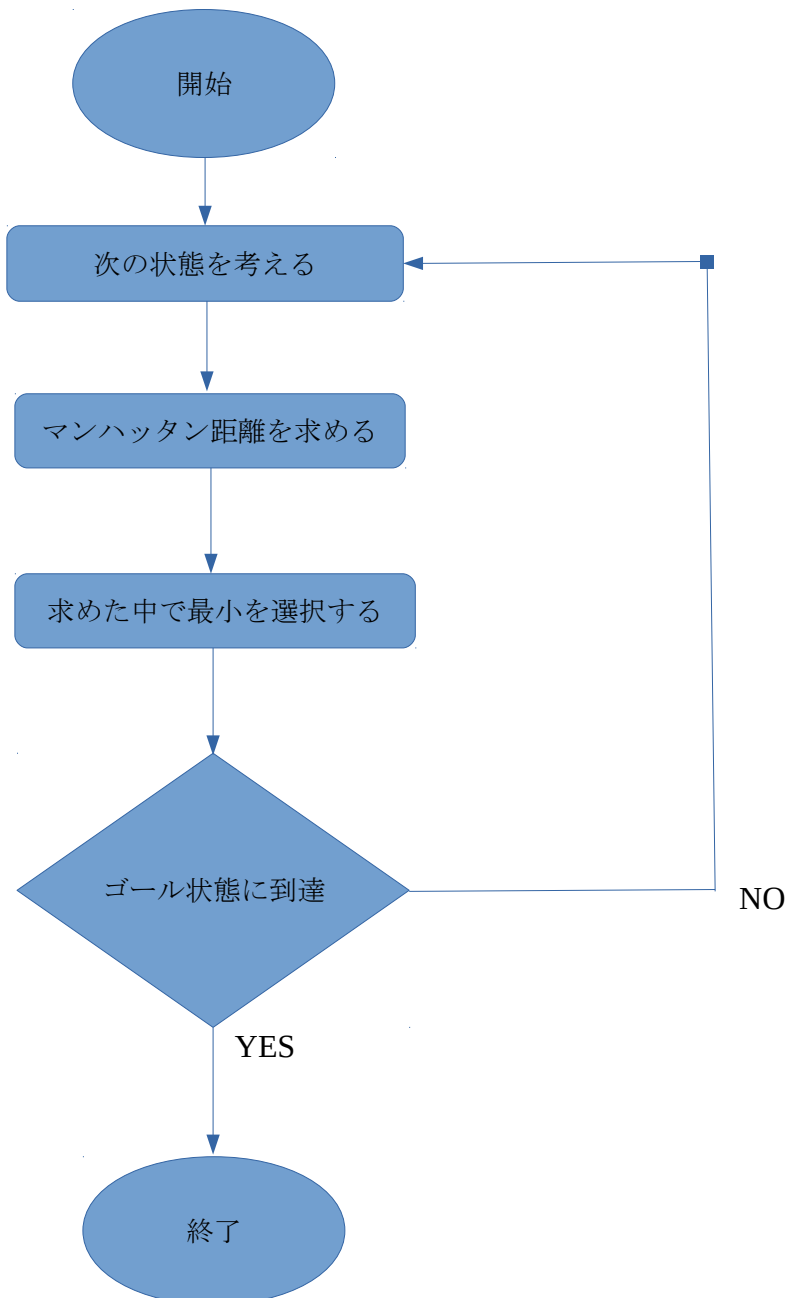 開始
次の状態を考える
マンハッタン距離を求める
求めた中で最小を選択する
ゴール状態に到達
NO
YES
終了